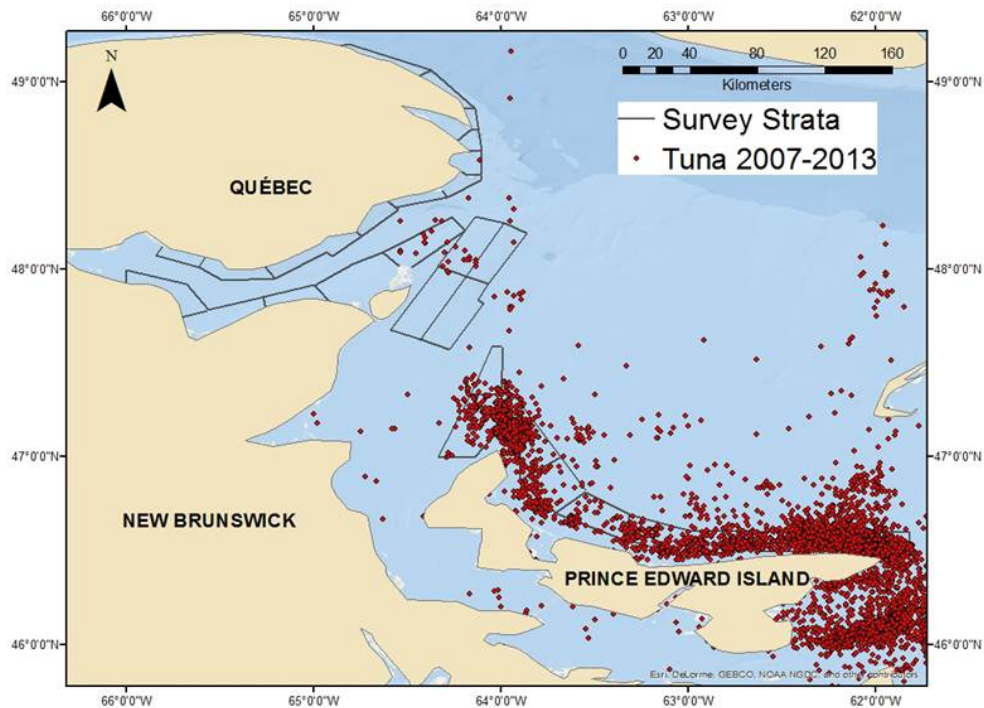 66°0'0"W 65°0'0"W 64°0'0"W 63°0'0"W 62°0'0"W
N
0 20 40 80 120 160
Kilometers
49°0'0"N 49°0'0"N
Survey Strata
Tuna 2007-2013
QUÉBEC
48°0'0"N 48°0'0"N
47°0'0"N 47°0'0"N
NEW BRUNSWICK
PRINCE EDWARD ISLAND
46°0'0"N 46°0'0"N
Esri, DeLorme, GEBCO, NOAA NGDC, and other contributors
66°0'0"W 65°0'0"W 64°0'0"W 63°0'0"W 62°0'0"W